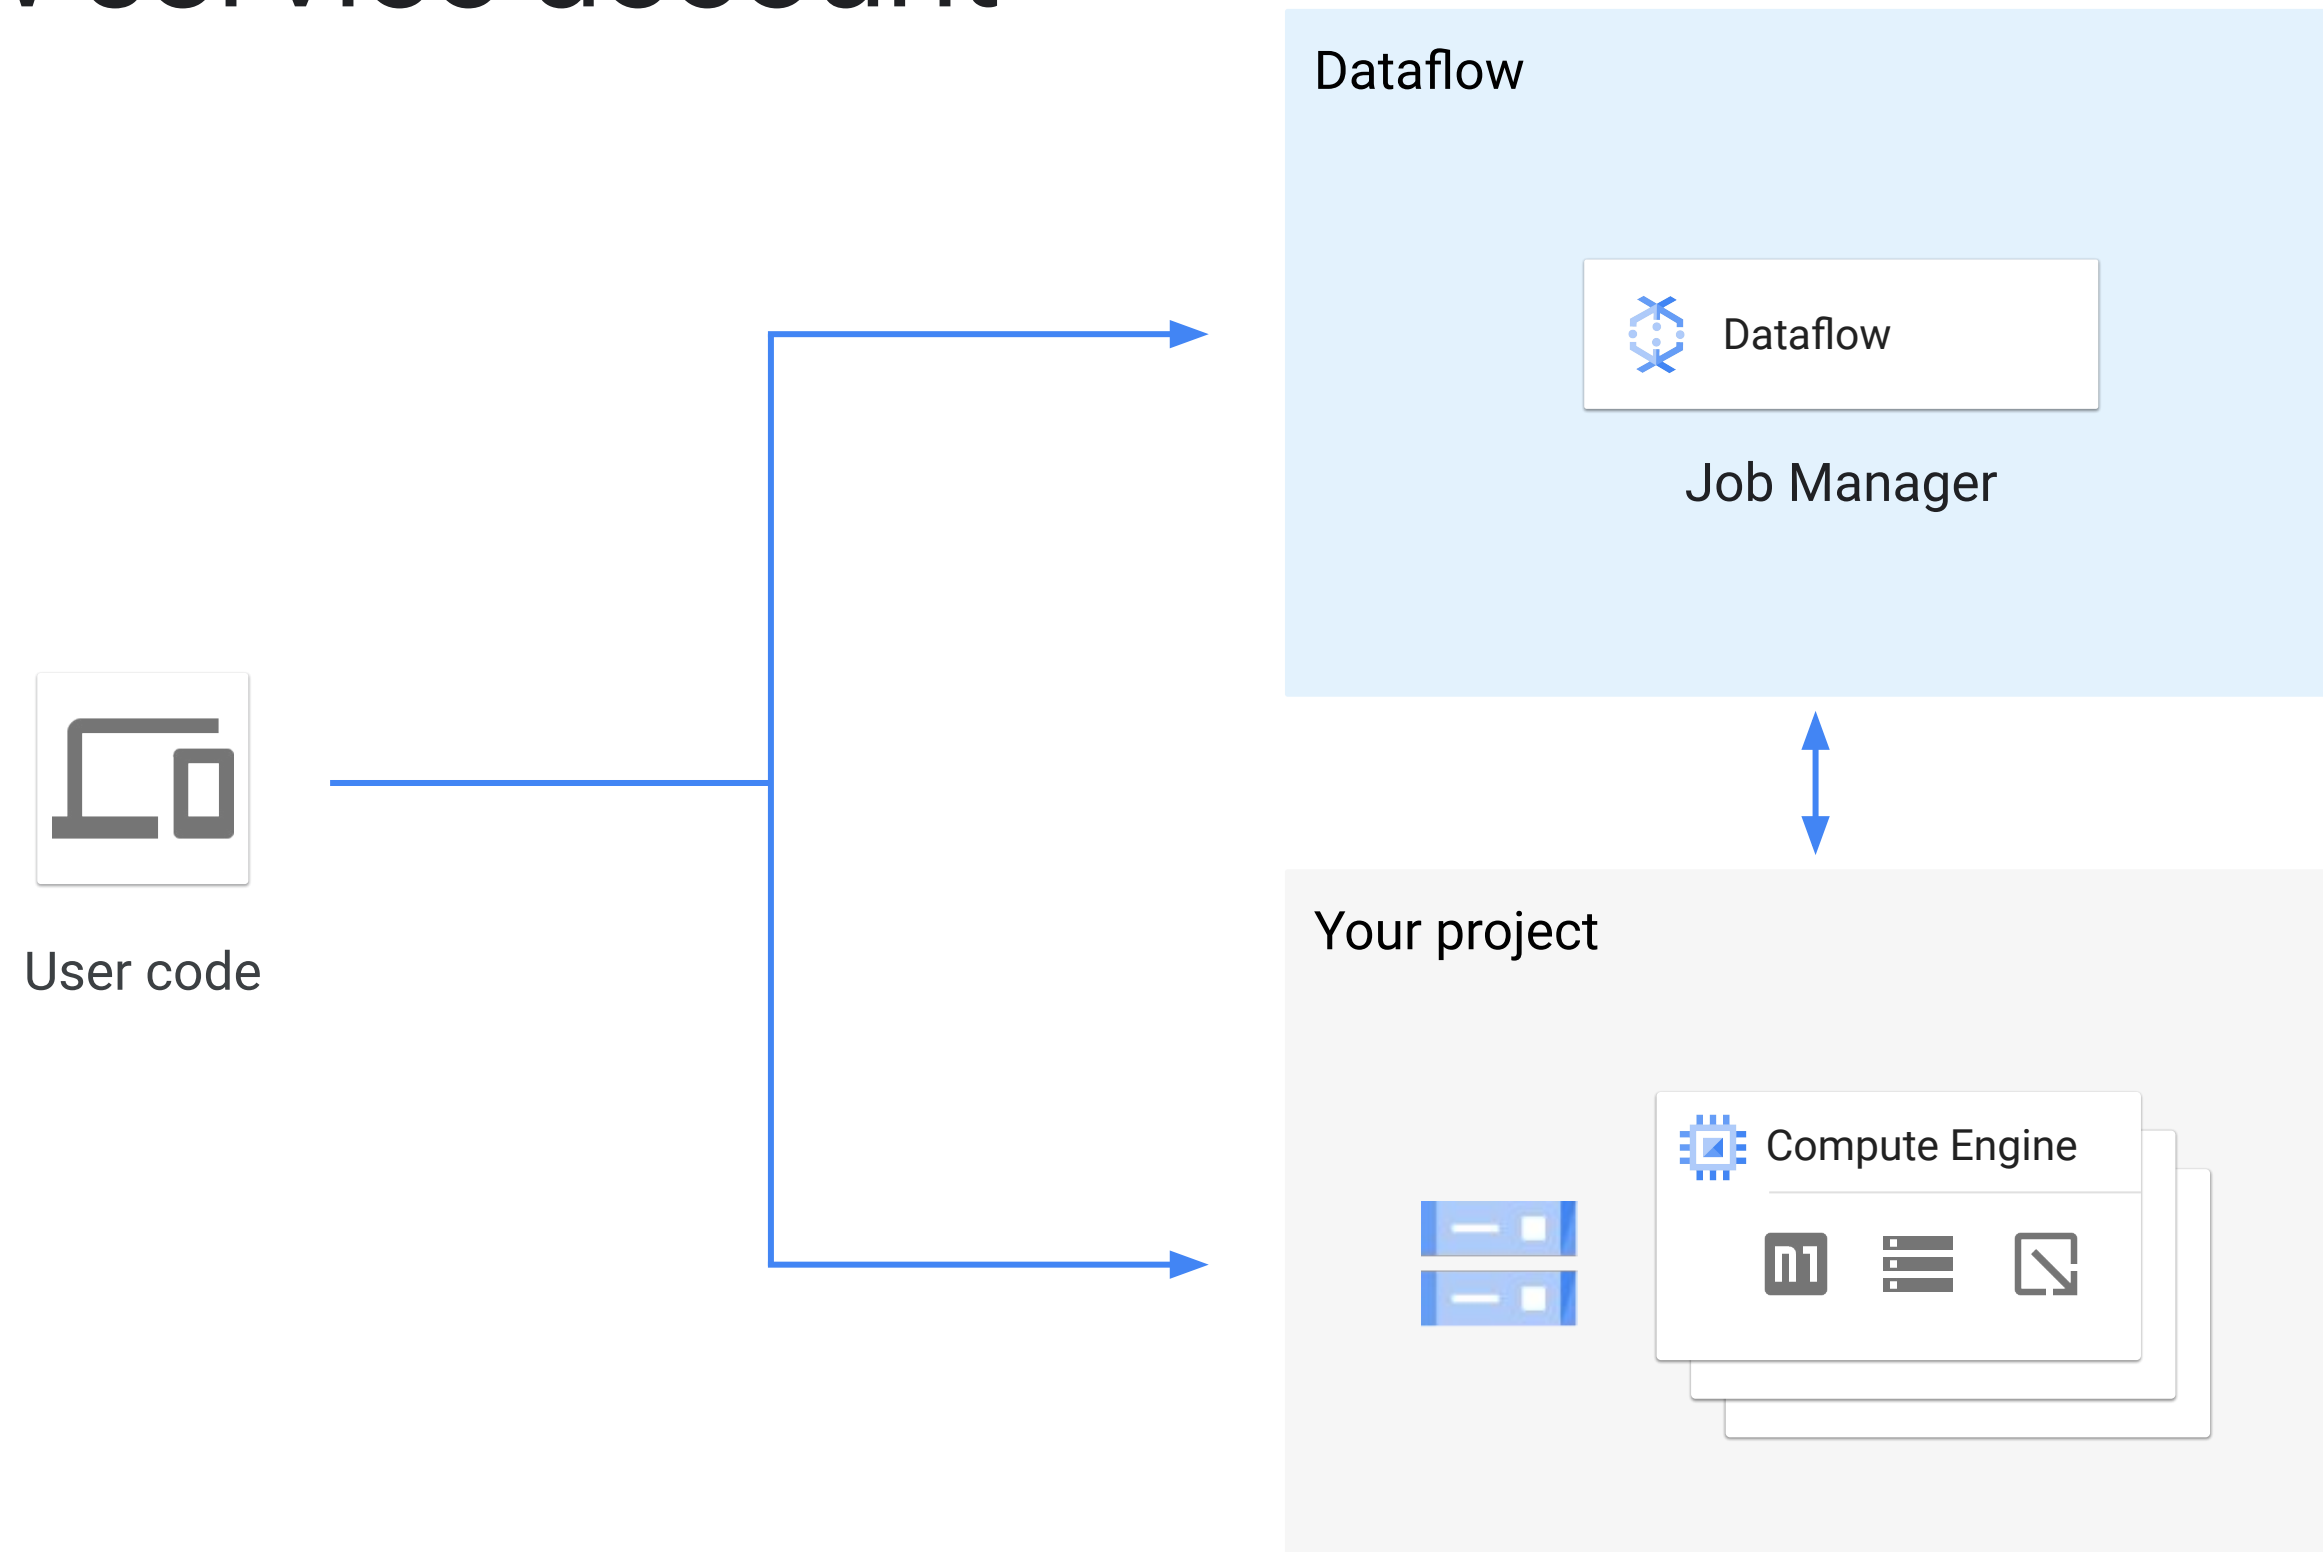 Dataflow
Dataflow
Job Manager
User code
Your project
Compute Engine